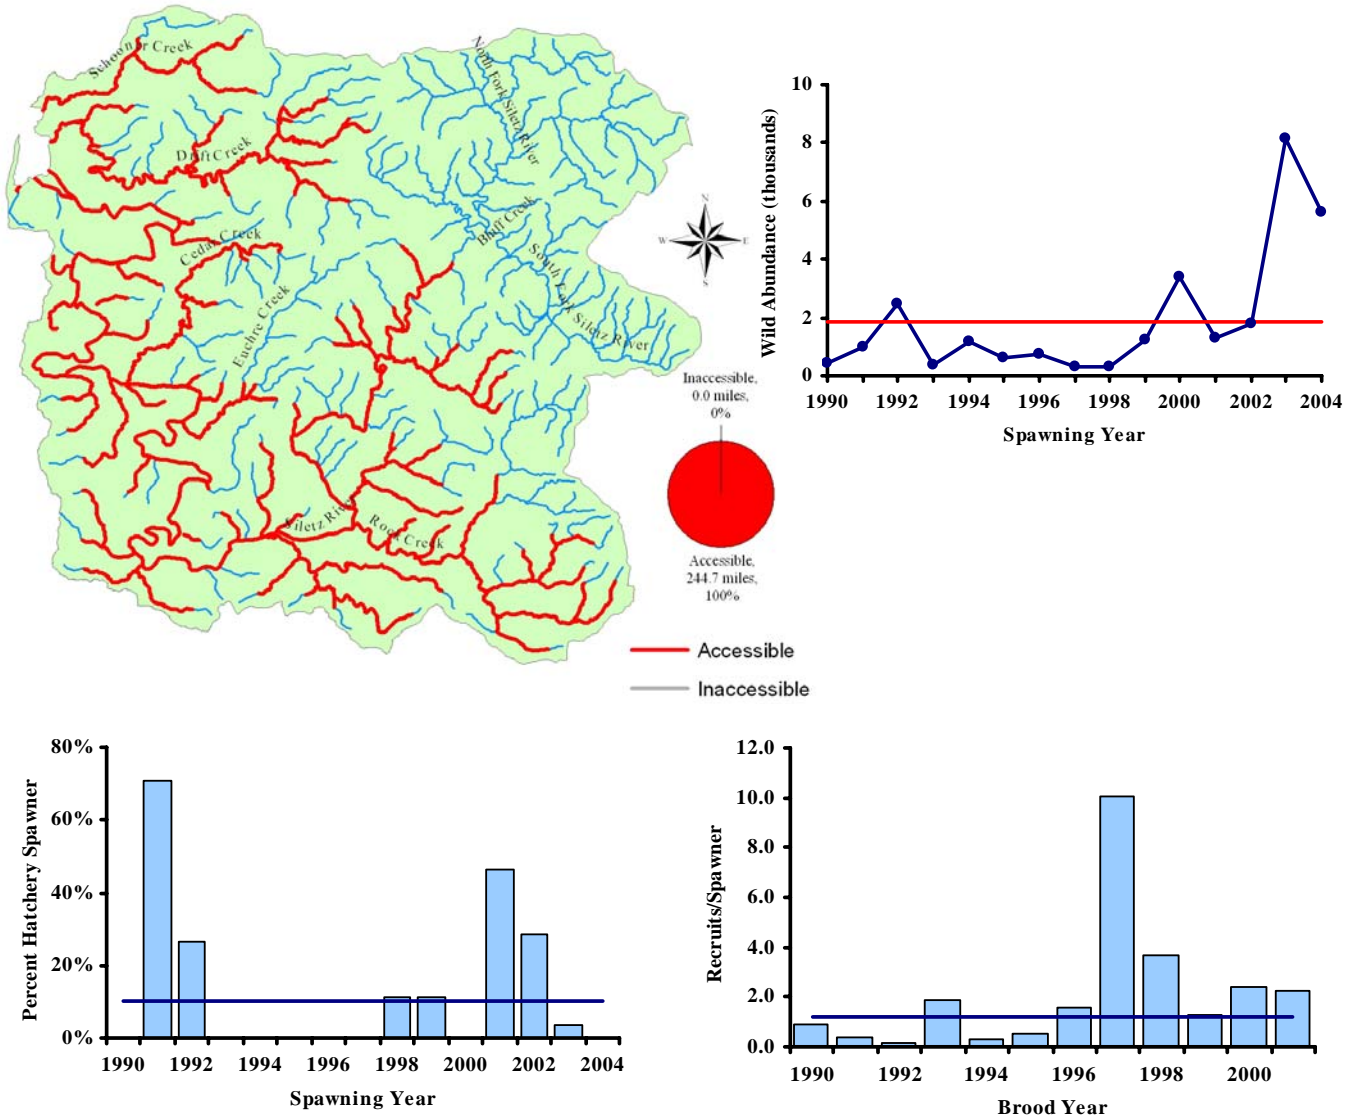 Schooner Creek
North Fork Siletz River
Drift Creek
Bluff Creek
Cedar Creek
South Fork Siletz River
Euchre Creek
Siletz River
Rock Creek
N
W
E
S
Inaccessible,
0.0 miles,
0%
Accessible,
244.7 miles,
100%
Accessible
Inaccessible
Wild Abundance (thousands)
10
8
6
4
2
0
1990 1992 1994 1996 1998 2000 2002 2004
Spawning Year
Percent Hatchery Spawner
80%
60%
40%
20%
0%
1990 1992 1994 1996 1998 2000 2002 2004
Spawning Year
Recruits/Spawner
12.0
10.0
8.0
6.0
4.0
2.0
0.0
1990 1992 1994 1996 1998 2000
Brood Year